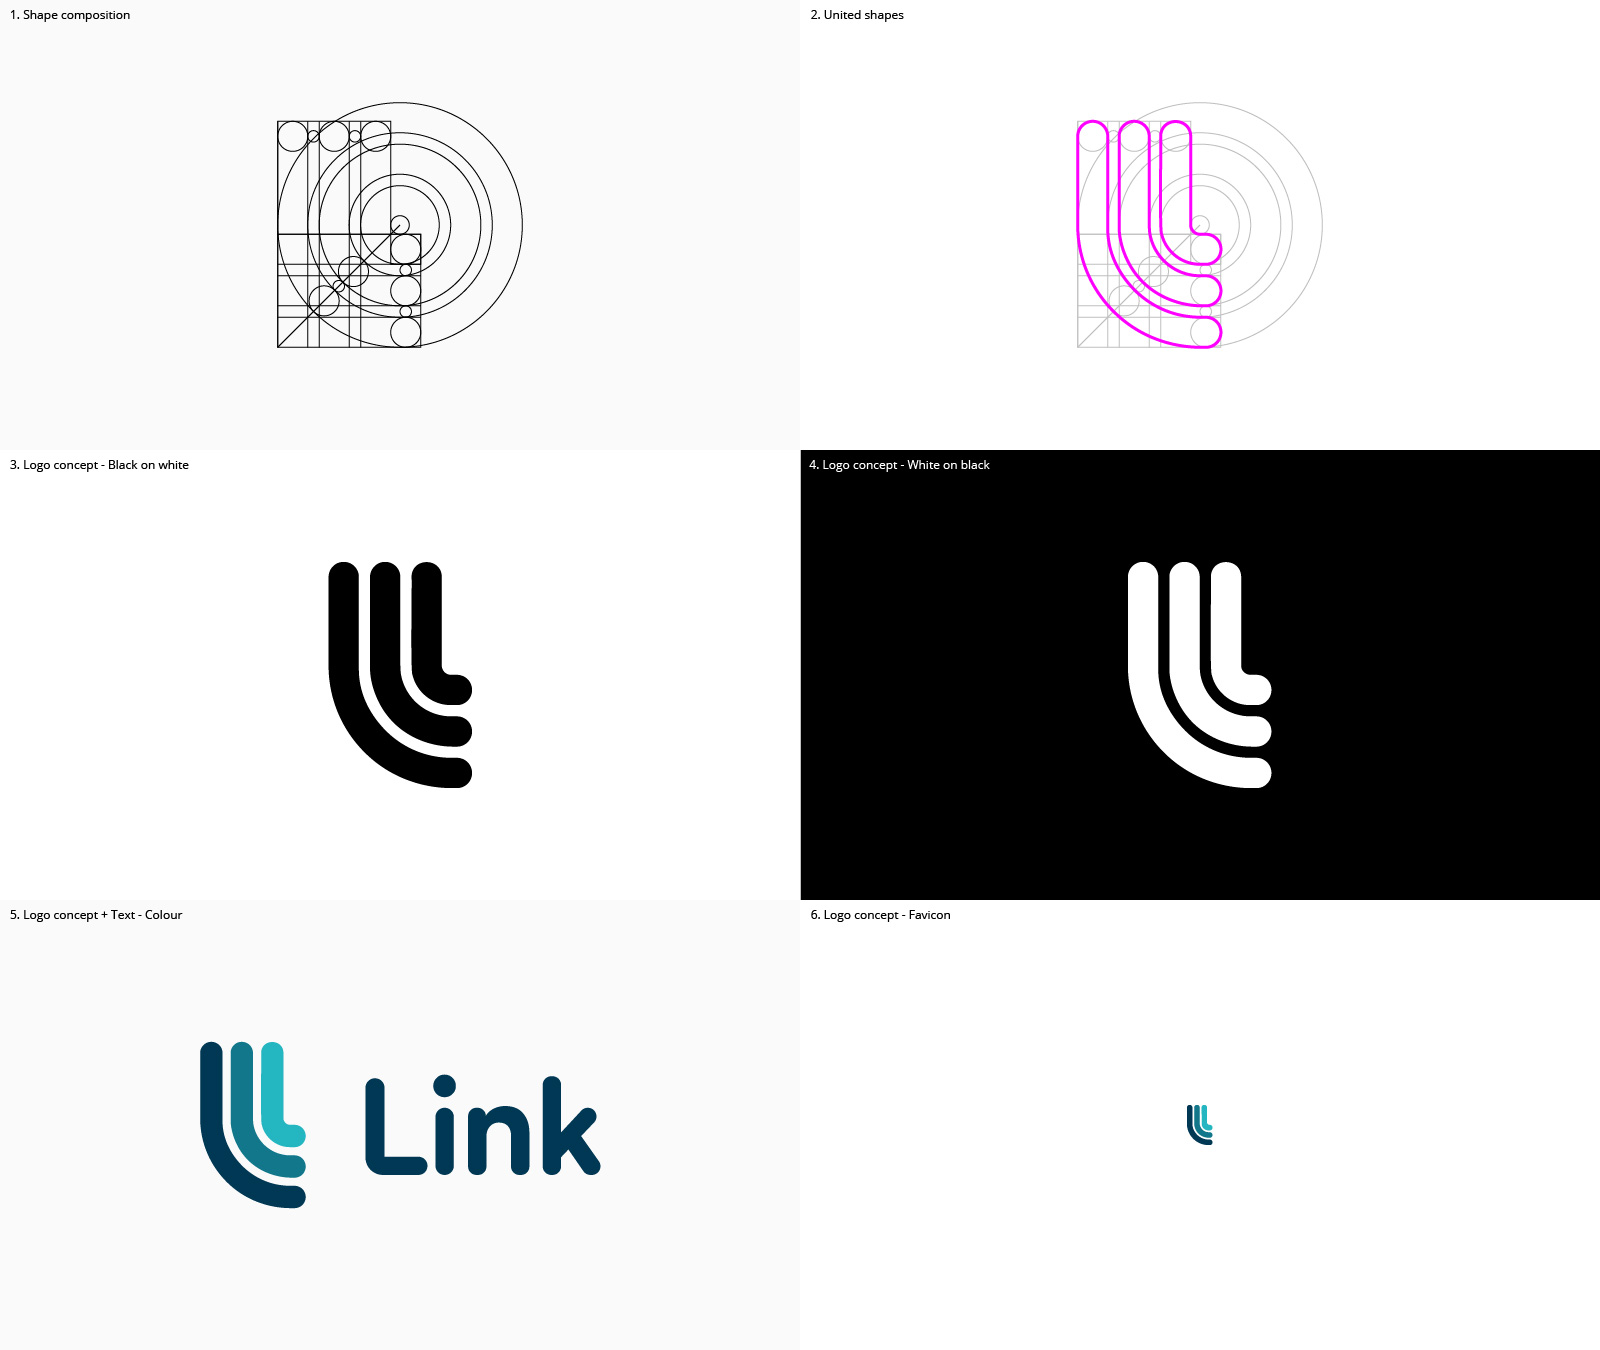 1. Shape composition
2. United shapes
3. Logo concept - Black on white
4. Logo concept - White on black
5. Logo concept + Text - Colour
6. Logo concept - Favicon
Link